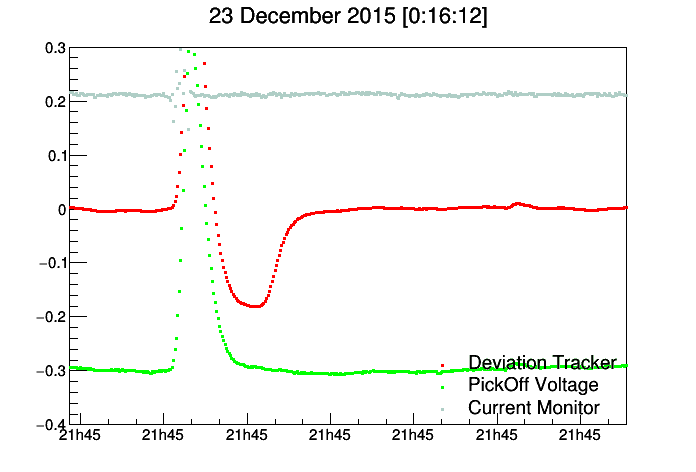 23 December 2015 [0:16:12]
0.3
0.2
0.1
0
−0.1
−0.2
−0.3
−0.4
Deviation Tracker
PickOff Voltage
Current Monitor
21h45 21h45 21h45 21h45 21h45 21h45 21h45